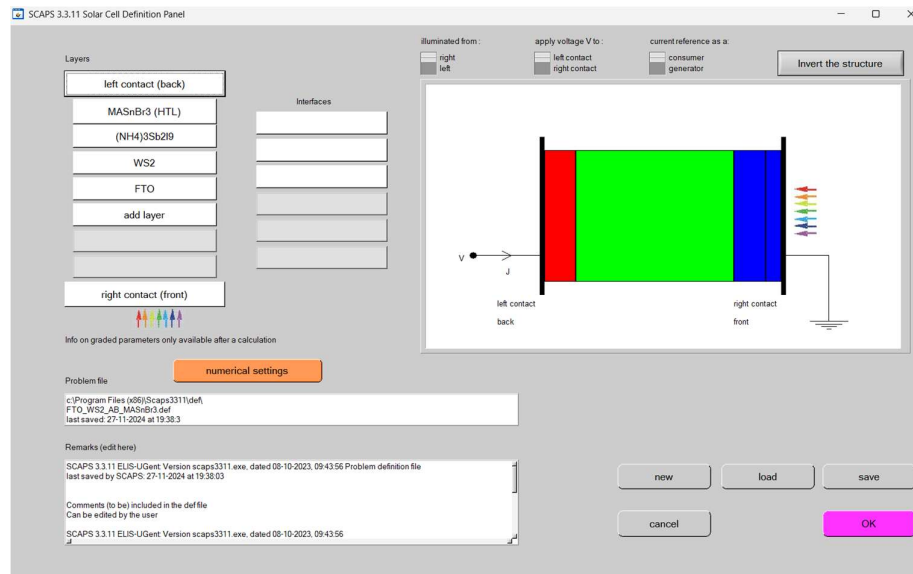 SCAPS 3.3.11 Solar Cell Definition Panel
illuminated from :
apply voltage V to :
current reference as a:
right
left
left contact
right contact
consumer
generator
Invert the structure
Layers
left contact (back)
Interfaces
MASnBr3 (HTL)
(NH4)3Sb2I9
WS2
FTO
add layer
right contact (front)
V
J
left contact
back
right contact
front
Info on graded parameters only available after a calculation
numerical settings
Problem file
c:\Program Files (x86)\Scaps3311\def\
FTO_WS2_AB_MASnBr3.def
last saved: 27-11-2024 at 19:38:3
Remarks (edit here)
SCAPS 3.3.11 ELIS-UGent: Version scaps3311.exe, dated 08-10-2023, 09:43:56 Problem definition file
last saved by SCAPS: 27-11-2024 at 19:38:03
Comments (to be) included in the def file
Can be edited by the user
SCAPS 3.3.11 ELIS-UGent: Version scaps3311.exe, dated 08-10-2023, 09:43:56
new
load
save
cancel
OK